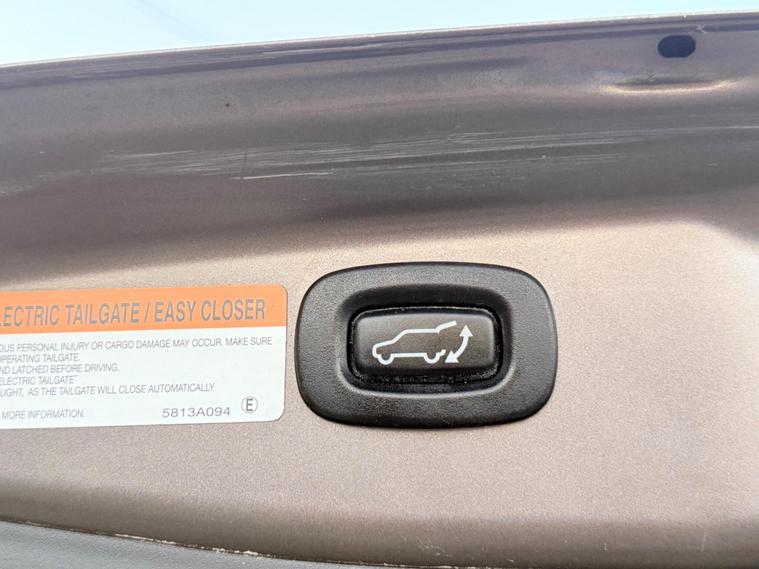 ELECTRIC TAILGATE / EASY CLOSER
OUS PERSONAL INJURY OR CARGO DAMAGE MAY OCCUR. MAKE SURE
OPERATING TAILGATE.
ND LATCHED BEFORE DRIVING.
ELECTRIC TAILGATE"
UGHT, AS THE TAILGATE WILL CLOSE AUTOMATICALLY
MORE INFORMATION.
5813A094 E